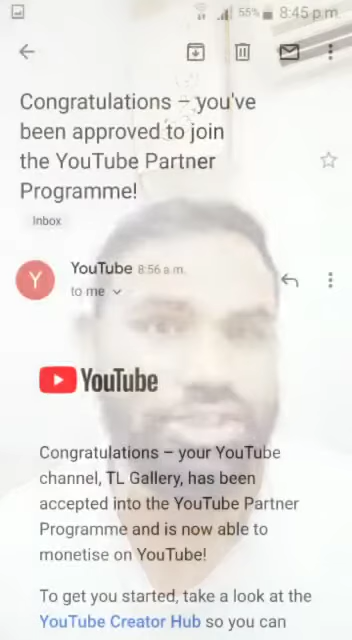 55% 8:45 p.m.
Congratulations – you've
been approved to join
the YouTube Partner
Programme!
Inbox
Y
YouTube 8:56 a.m.
to me
YouTube
Congratulations – your YouTube
channel, TL Gallery, has been
accepted into the YouTube Partner
Programme and is now able to
monetise on YouTube!
To get you started, take a look at the
YouTube Creator Hub so you can